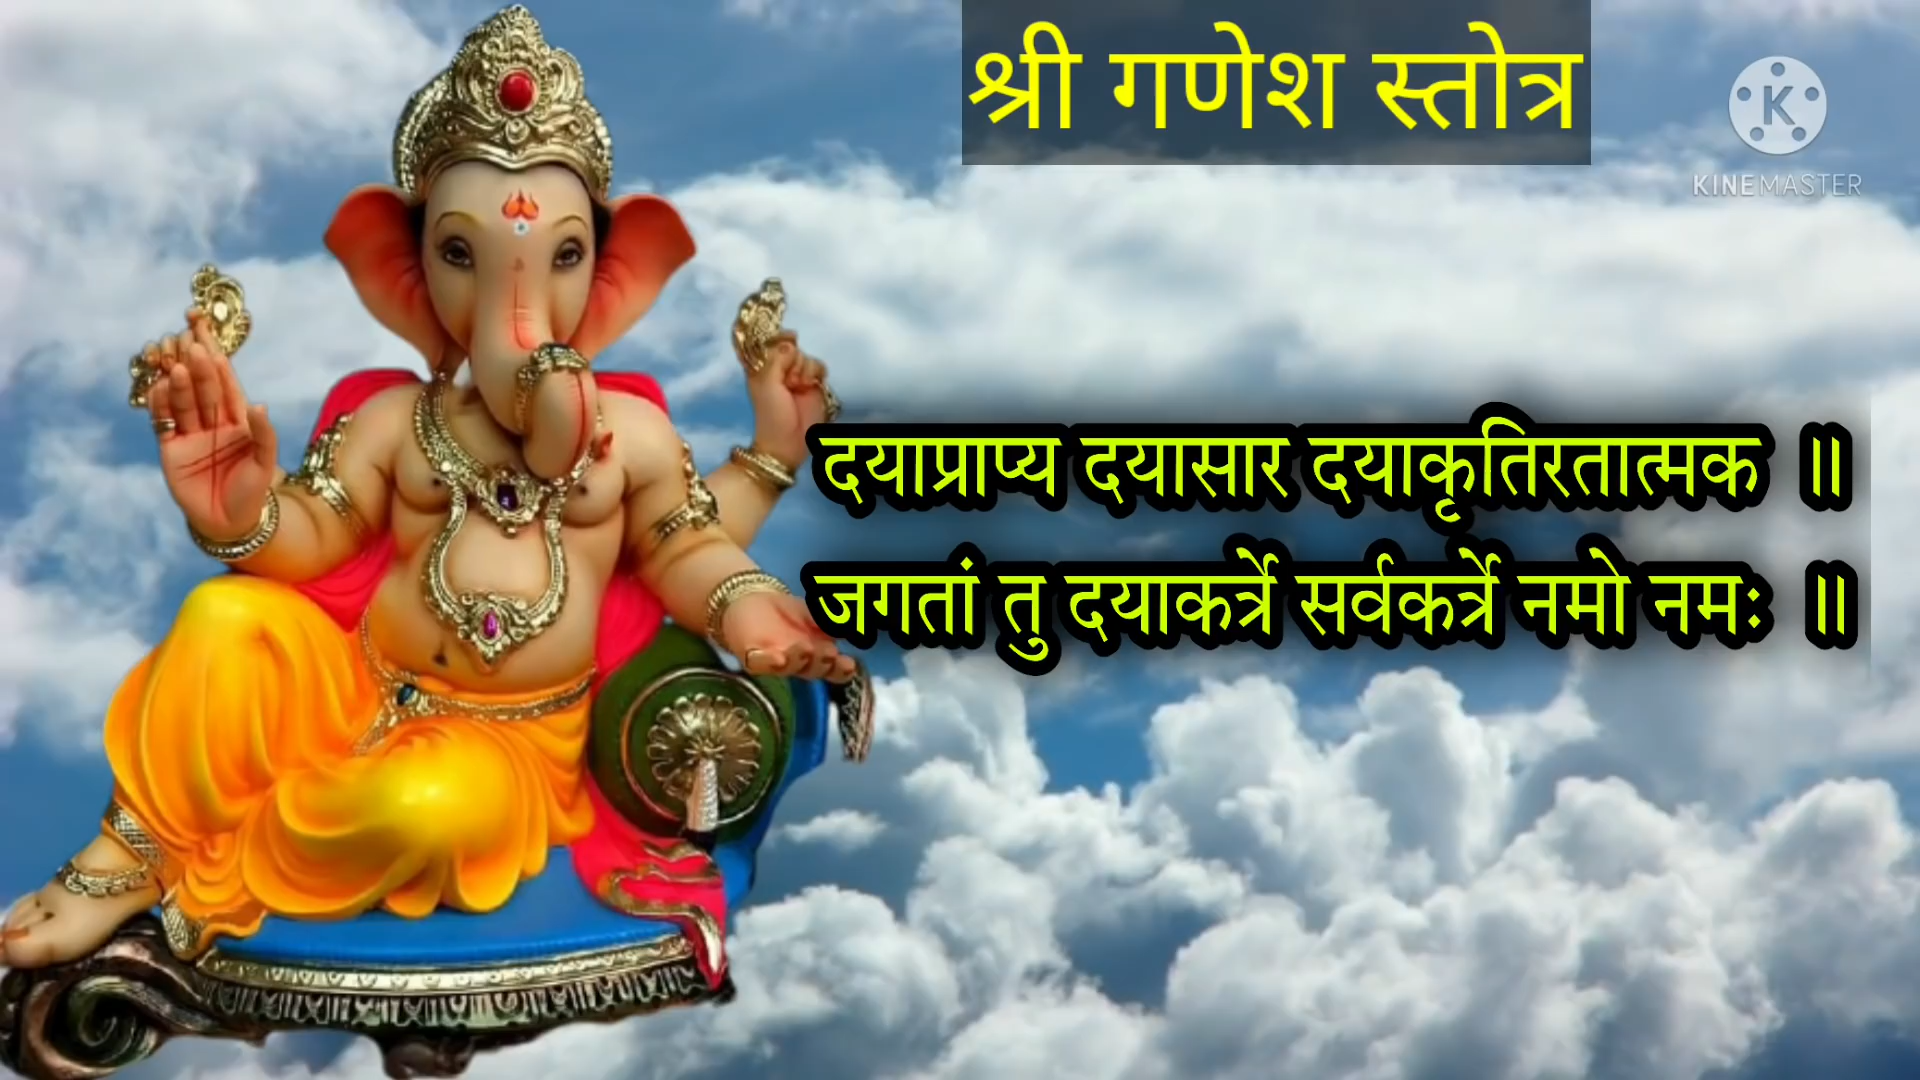 श्री गणेश स्तोत्र
KINEMASTER
दयाप्राप्य दयासार दयाकृतिरतात्मक ॥
जगतां तु दयाकर्त्रे सर्वकर्त्रे नमो नमः ॥